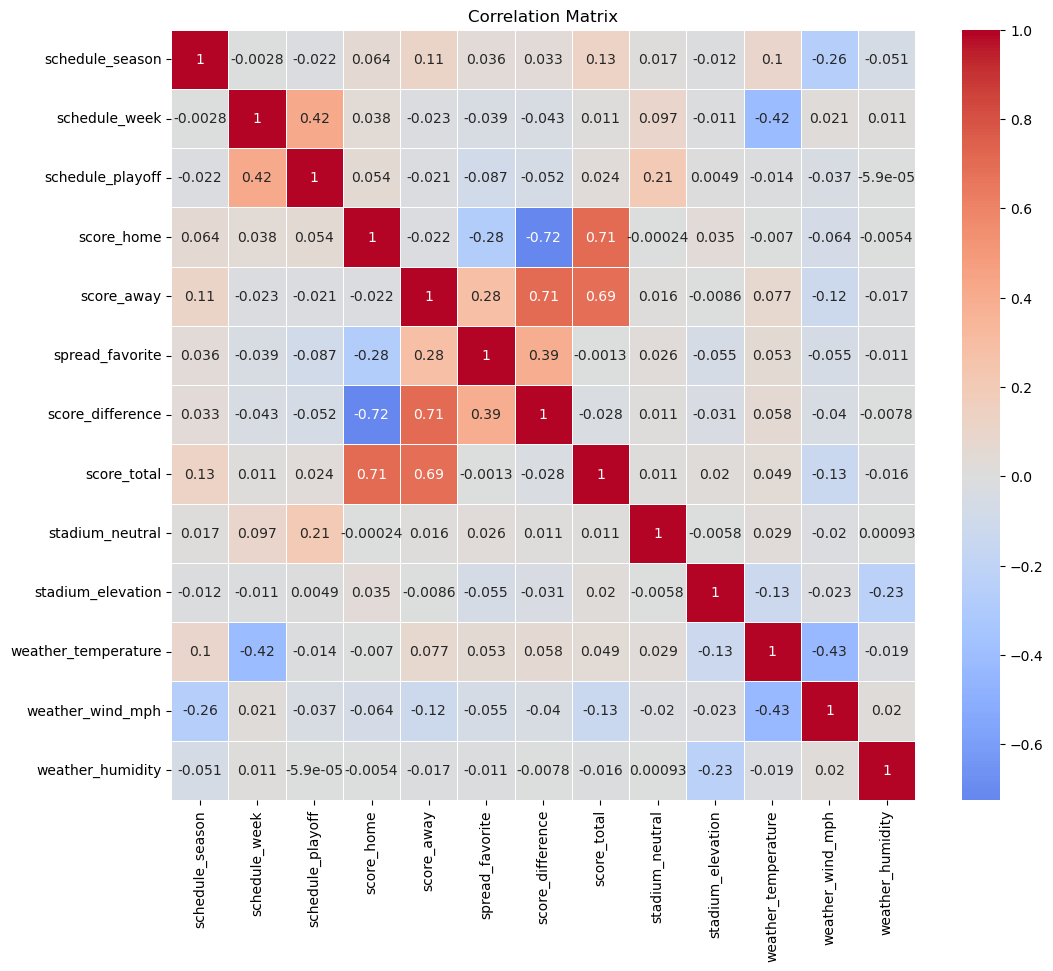 Correlation Matrix
schedule_season 1 -0.0028 -0.022 0.064 0.11 0.036 0.033 0.13 0.017 -0.012 0.1 -0.26 -0.051
schedule_week -0.0028 1 0.42 0.038 -0.023 -0.039 -0.043 0.011 0.097 -0.011 -0.42 0.021 0.011
schedule_playoff -0.022 0.42 1 0.054 -0.021 -0.087 -0.052 0.024 0.21 0.0049 -0.014 -0.037 -5.9e-05
score_home 0.064 0.038 0.054 1 -0.022 -0.28 -0.72 0.71 -0.00024 0.035 -0.007 -0.064 -0.0054
score_away 0.11 -0.023 -0.021 -0.022 1 0.28 0.71 0.69 0.016 -0.0086 0.077 -0.12 -0.017
spread_favorite 0.036 -0.039 -0.087 -0.28 0.28 1 0.39 -0.0013 0.026 -0.055 0.053 -0.055 -0.011
score_difference 0.033 -0.043 -0.052 -0.72 0.71 0.39 1 -0.028 0.011 -0.031 0.058 -0.04 -0.0078
score_total 0.13 0.011 0.024 0.71 0.69 -0.0013 -0.028 1 0.011 0.02 0.049 -0.13 -0.016
stadium_neutral 0.017 0.097 0.21 -0.00024 0.016 0.026 0.011 0.011 1 -0.0058 0.029 -0.02 0.00093
stadium_elevation -0.012 -0.011 0.0049 0.035 -0.0086 -0.055 -0.031 0.02 -0.0058 1 -0.13 -0.023 -0.23
weather_temperature 0.1 -0.42 -0.014 -0.007 0.077 0.053 0.058 0.049 0.029 -0.13 1 -0.43 -0.019
weather_wind_mph -0.26 0.021 -0.037 -0.064 -0.12 -0.055 -0.04 -0.13 -0.02 -0.023 -0.43 1 0.02
weather_humidity -0.051 0.011 -5.9e-05 -0.0054 -0.017 -0.011 -0.0078 -0.016 0.00093 -0.23 -0.019 0.02 1
schedule_season
schedule_week
schedule_playoff
score_home
score_away
spread_favorite
score_difference
score_total
stadium_neutral
stadium_elevation
weather_temperature
weather_wind_mph
weather_humidity
1.0
0.8
0.6
0.4
0.2
0.0
−0.2
−0.4
−0.6